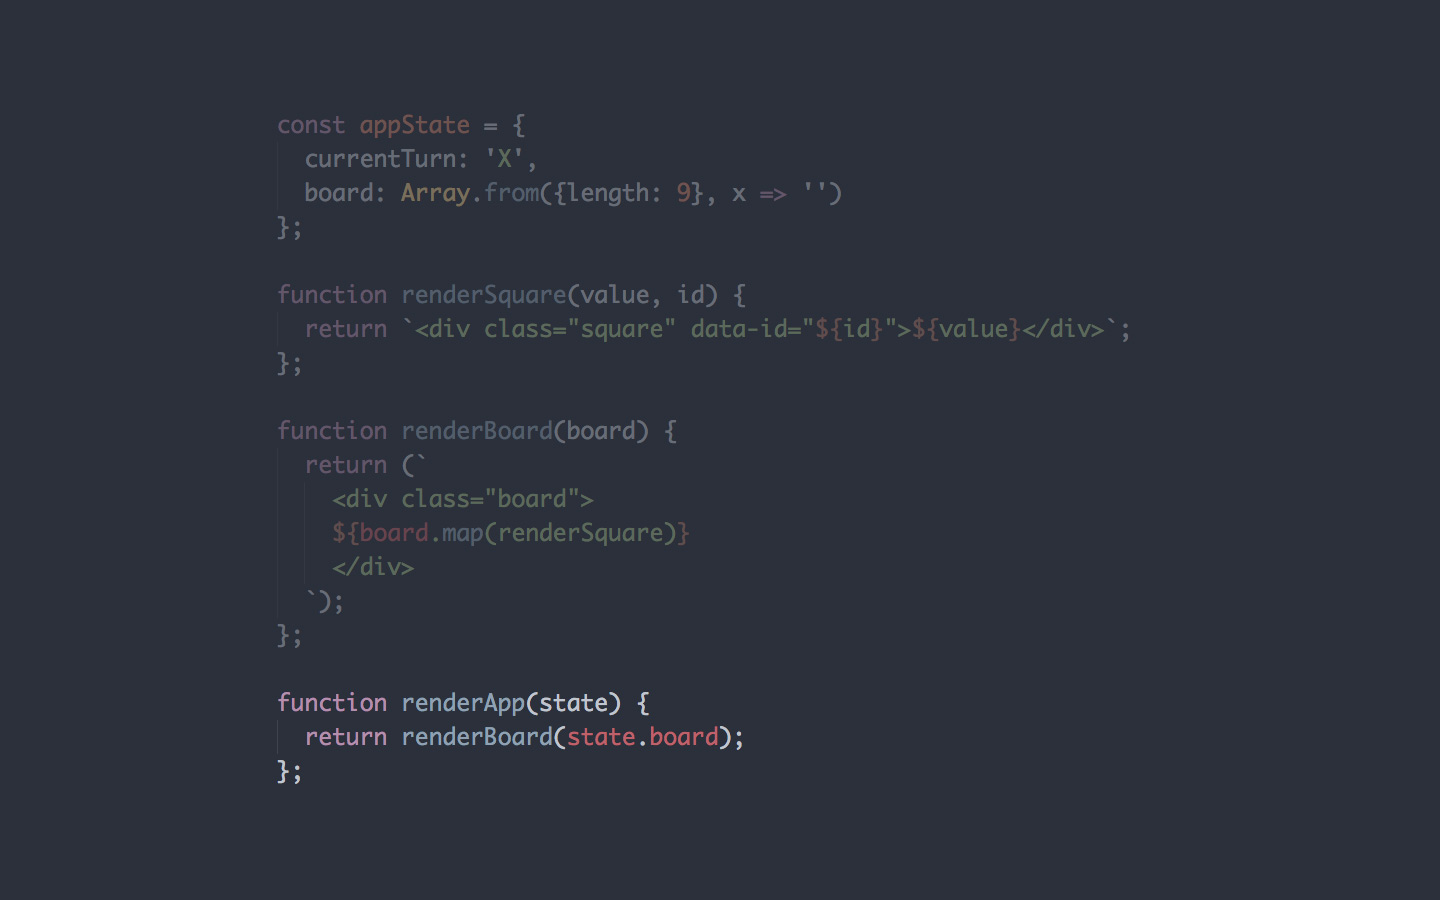 const appState = {
  currentTurn: 'X',
  board: Array.from({length: 9}, x => '')
};
function renderSquare(value, id) {
  return `<div class="square" data-id="${id}">${value}</div>`;
};
function renderBoard(board) {
  return (`
    <div class="board">
    ${board.map(renderSquare)}
    </div>
  `);
};
function renderApp(state) {
  return renderBoard(state.board);
};